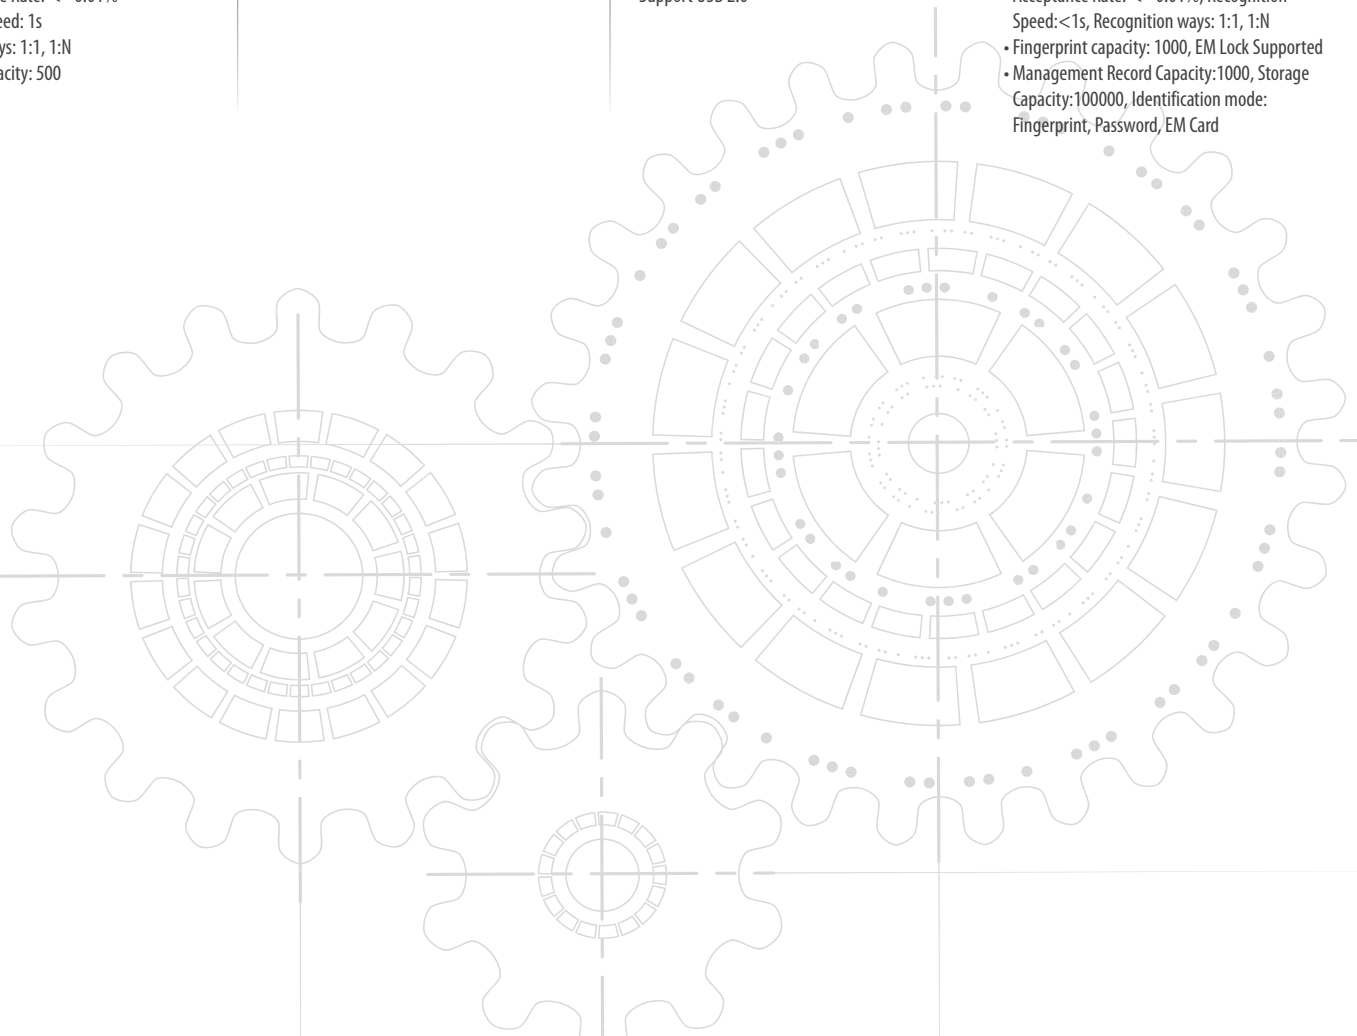 eed: 1s
ys: 1:1, 1:N
acity: 500
Speed:<1s, Recognition ways: 1:1, 1:N
• Fingerprint capacity: 1000, EM Lock Supported
• Management Record Capacity:1000, Storage
Capacity:100000, Identification mode:
Fingerprint, Password, EM Card